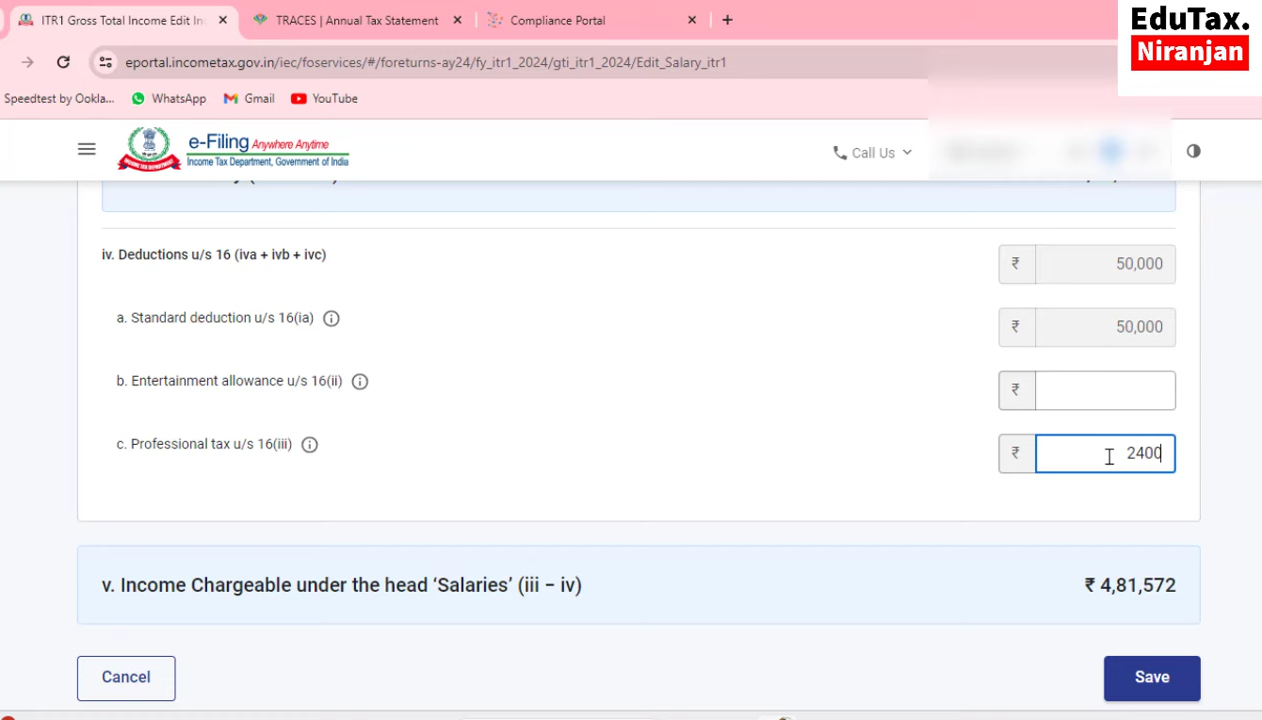 ITR1 Gross Total Income Edit In
TRACES | Annual Tax Statement
Compliance Portal
EduTax.
Niranjan
eportal.incometax.gov.in/iec/foservices/#/foreturns-ay24/fy_itr1_2024/gti_itr1_2024/Edit_Salary_itr1
Speedtest by Ookla...
WhatsApp
Gmail
YouTube
e-Filing Anywhere Anytime
Income Tax Department, Government of India
Call Us
iv. Deductions u/s 16 (iva + ivb + ivc)
₹ 50,000
a. Standard deduction u/s 16(ia)
₹ 50,000
b. Entertainment allowance u/s 16(ii)
₹
c. Professional tax u/s 16(iii)
₹ 2400
v. Income Chargeable under the head ‘Salaries’ (iii − iv)
₹ 4,81,572
Cancel
Save